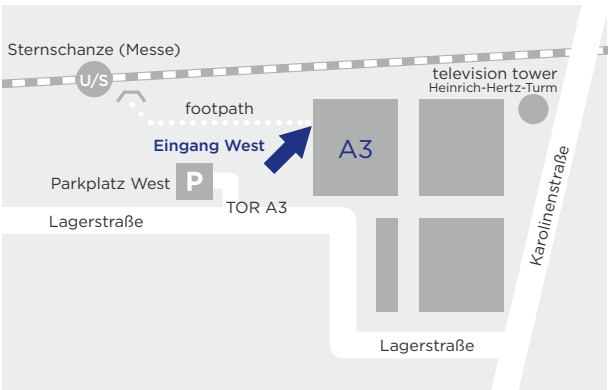 Sternschanze (Messe)
U/S
television tower
Heinrich-Hertz-Turm
footpath
Eingang West
A3
Parkplatz West
P
TOR A3
Lagerstraße
Karolinenstraße
Lagerstraße